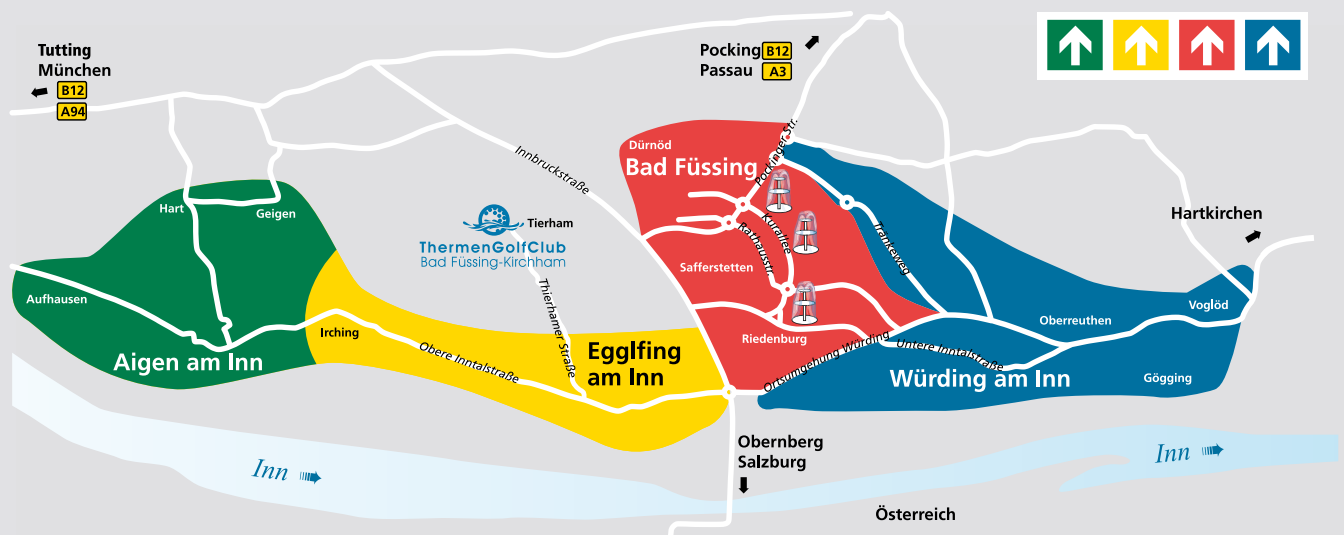 Tutting
München
B12
A94
Pocking B12
Passau A3
Dürnöd
Bad Füssing
Pockinger Str.
Innbruckstraße
Hart
Geigen
Tierham
ThermenGolfClub
Bad Füssing-Kirchham
Hartkirchen
Kurallee
Rathausstr.
Tränkeweg
Safferstetten
Aufhausen
Thierhamer Straße
Voglöd
Irching
Oberreuthen
Aigen am Inn
Obere Inntalstraße
Egglfing
am Inn
Riedenburg
Ortsumgehung Würding
Untere Inntalstraße
Würding am Inn
Gögging
Obernberg
Salzburg
Inn
Inn
Österreich